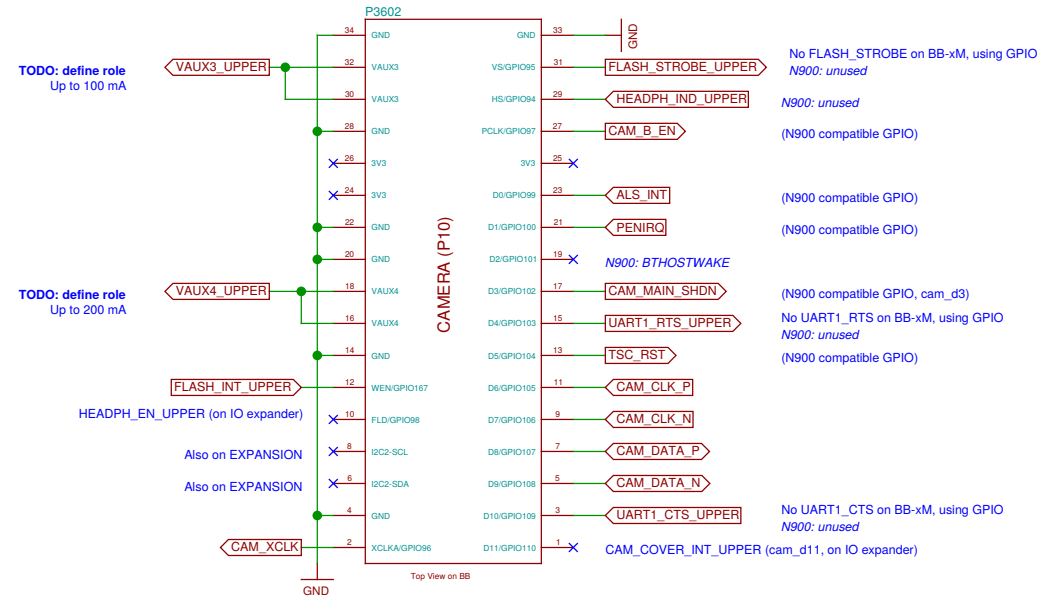 P3602
34 GND GND 33 GND
No FLASH_STROBE on BB-xM, using GPIO
TODO: define role VAUX3_UPPER 32 VAUX3 VS/GPIO95 31 FLASH_STROBE_UPPER N900: unused
Up to 100 mA
30 VAUX3 HS/GPIO94 29 HEADPH_IND_UPPER N900: unused
28 GND PCLK/GPIO97 27 CAM_B_EN (N900 compatible GPIO)
26 3V3 3V3 25
24 3V3 D0/GPIO99 23 ALS_INT (N900 compatible GPIO)
22 GND D1/GPIO100 21 PENIRQ (N900 compatible GPIO)
CAMERA (P10)
20 GND D2/GPIO101 19 N900: BTHOSTWAKE
TODO: define role VAUX4_UPPER 18 VAUX4 D3/GPIO102 17 CAM_MAIN_SHDN (N900 compatible GPIO, cam_d3)
Up to 200 mA
16 VAUX4 D4/GPIO103 15 UART1_RTS_UPPER No UART1_RTS on BB-xM, using GPIO
N900: unused
14 GND D5/GPIO104 13 TSC_RST (N900 compatible GPIO)
FLASH_INT_UPPER 12 WEN/GPIO167 D6/GPIO105 11 CAM_CLK_P
HEADPH_EN_UPPER (on IO expander) 10 FLD/GPIO98 D7/GPIO106 9 CAM_CLK_N
Also on EXPANSION 8 I2C2-SCL D8/GPIO107 7 CAM_DATA_P
Also on EXPANSION 6 I2C2-SDA D9/GPIO108 5 CAM_DATA_N
4 GND D10/GPIO109 3 UART1_CTS_UPPER No UART1_CTS on BB-xM, using GPIO
N900: unused
CAM_XCLK 2 XCLKA/GPIO96 D11/GPIO110 1 CAM_COVER_INT_UPPER (cam_d11, on IO expander)
Top View on BB
GND